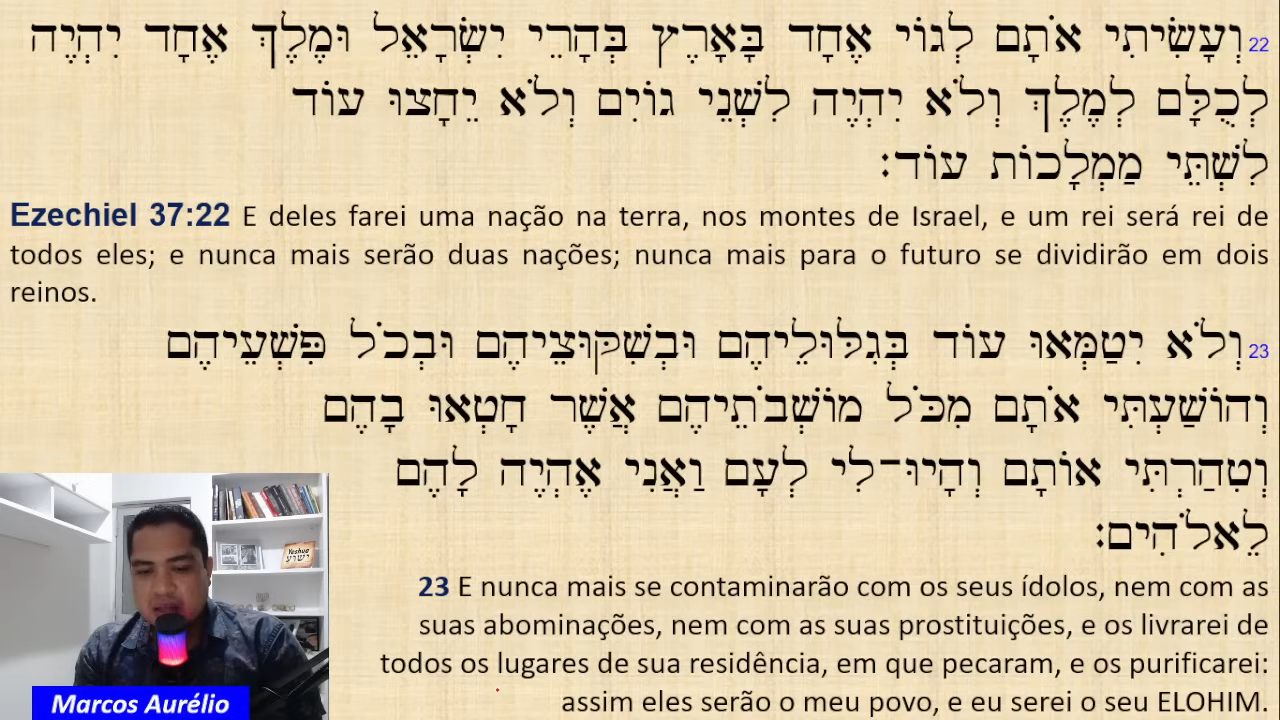 22 וְעָשִׂיתִי אֹתָם לְגוֹי אֶחָד בָּאָרֶץ בְּהָרֵי יִשְׂרָאֵל וּמֶלֶךְ אֶחָד יִהְיֶה
לְכֻלָּם לְמֶלֶךְ וְלֹא יִהְיֶה לִשְׁנֵי גוֹיִם וְלֹא יֵחָצוּ עוֹד
לִשְׁתֵּי מַמְלָכוֹת עוֹד׃
Ezechiel 37:22 E deles farei uma nação na terra, nos montes de Israel, e um rei será rei de
todos eles; e nunca mais serão duas nações; nunca mais para o futuro se dividirão em dois
reinos.
23 וְלֹא יִטַמְּאוּ עוֹד בְּגִלּוּלֵיהֶם וּבְשִׁקּוּצֵיהֶם וּבְכֹל פִּשְׁעֵיהֶם
וְהוֹשַׁעְתִּי אֹתָם מִכֹּל מוֹשְׁבֹתֵיהֶם אֲשֶׁר חָטְאוּ בָהֶם
וְטִהַרְתִּי אוֹתָם וְהָיוּ־לִי לְעָם וַאֲנִי אֶהְיֶה לָהֶם
לֵאלֹהִים׃
23 E nunca mais se contaminarão com os seus ídolos, nem com as
suas abominações, nem com as suas prostituições, e os livrarei de
todos os lugares de sua residência, em que pecaram, e os purificarei:
assim eles serão o meu povo, e eu serei o seu ELOHIM.
Yeshua
ישוע
Marcos Aurélio